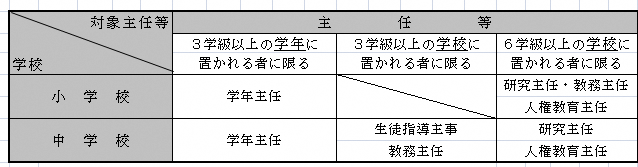 対象主任等
学校
主任等
３学級以上の学年に
置かれる者に限る
３学級以上の学校に
置かれる者に限る
６学級以上の学校に
置かれる者に限る
小学校
学年主任
研究主任・教務主任
人権教育主任
中学校
学年主任
生徒指導主事
教務主任
研究主任
人権教育主任